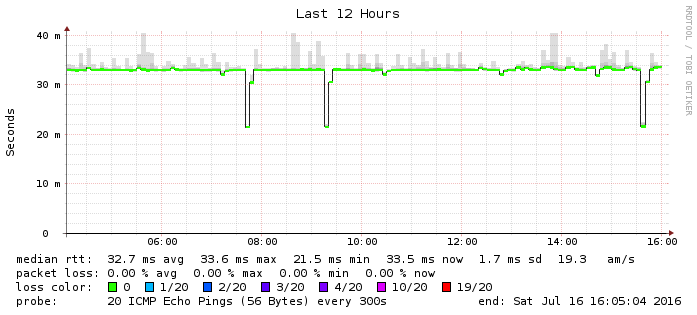 Last 12 Hours
RRDTOOL / TOBI OETIKER
Seconds
40 m
30 m
20 m
10 m
0
06:00 08:00 10:00 12:00 14:00 16:00
median rtt: 32.7 ms avg 33.6 ms max 21.5 ms min 33.5 ms now 1.7 ms sd 19.3 am/s
packet loss: 0.00 % avg 0.00 % max 0.00 % min 0.00 % now
loss color: 0 1/20 2/20 3/20 4/20 10/20 19/20
probe: 20 ICMP Echo Pings (56 Bytes) every 300s end: Sat Jul 16 16:05:04 2016